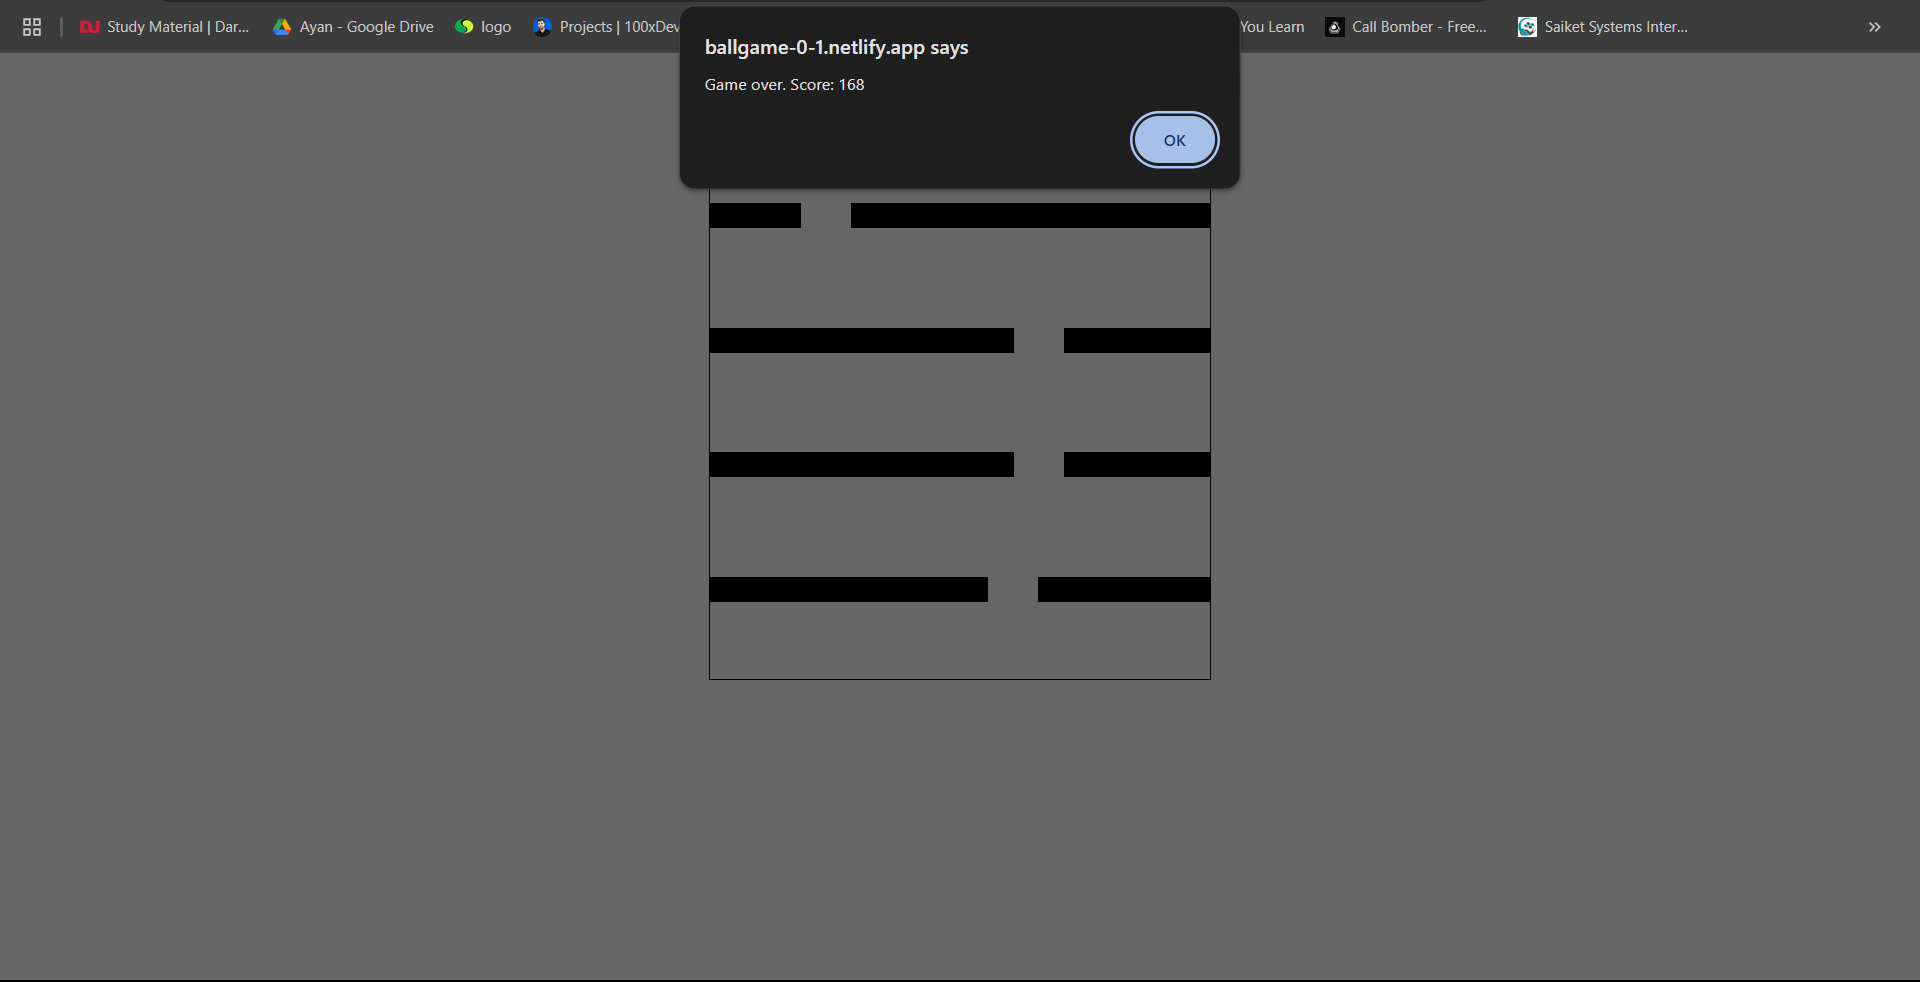 DJ Study Material | Dar... Ayan - Google Drive logo Projects | 100xDev You Learn Call Bomber - Free... Saiket Systems Inter... »
ballgame-0-1.netlify.app says
Game over. Score: 168
OK